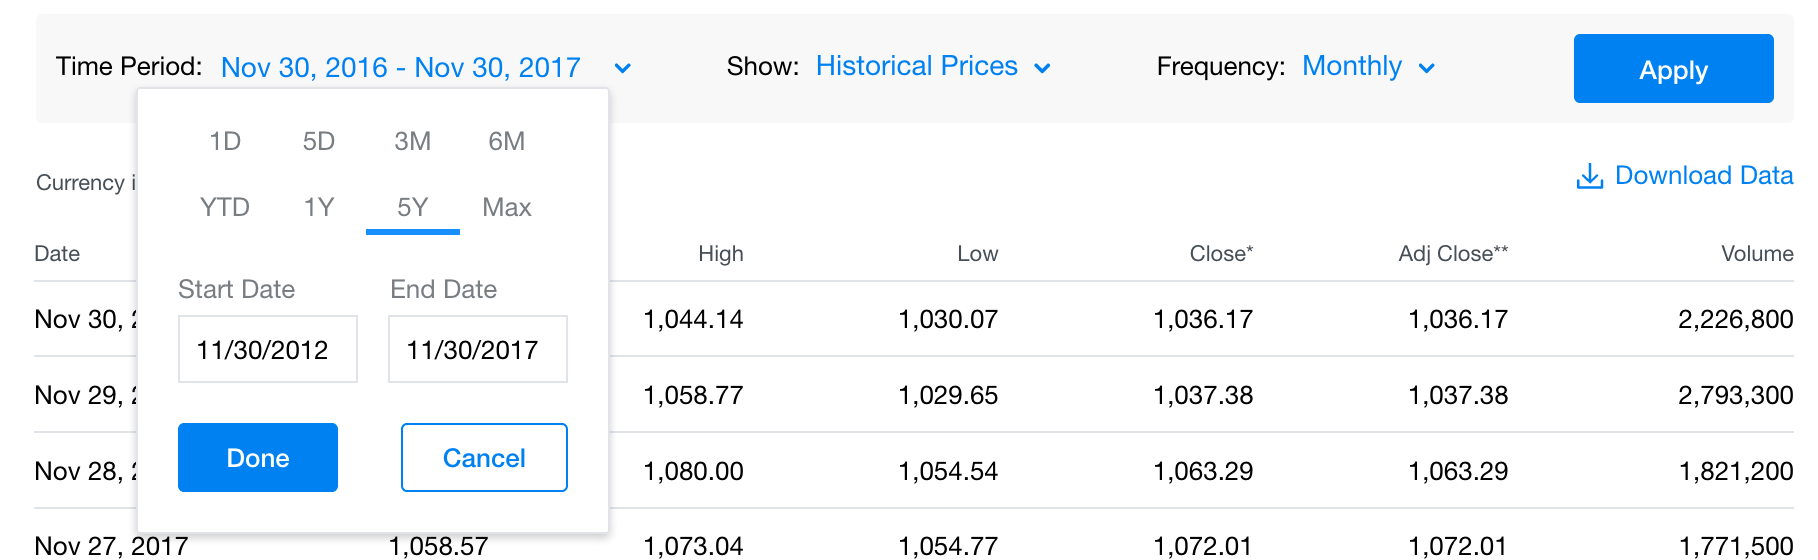 Time Period: Nov 30, 2016 - Nov 30, 2017 Show: Historical Prices Frequency: Monthly Apply
1D 5D 3M 6M
Currency
Download Data
YTD 1Y 5Y Max
Date High Low Close* Adj Close** Volume
Start Date End Date
Nov 30, 1,044.14 1,030.07 1,036.17 1,036.17 2,226,800
11/30/2012 11/30/2017
Nov 29, 1,058.77 1,029.65 1,037.38 1,037.38 2,793,300
Done Cancel
Nov 28, 1,080.00 1,054.54 1,063.29 1,063.29 1,821,200
Nov 27, 2017 1,058.57 1,073.04 1,054.77 1,072.01 1,072.01 1,771,500